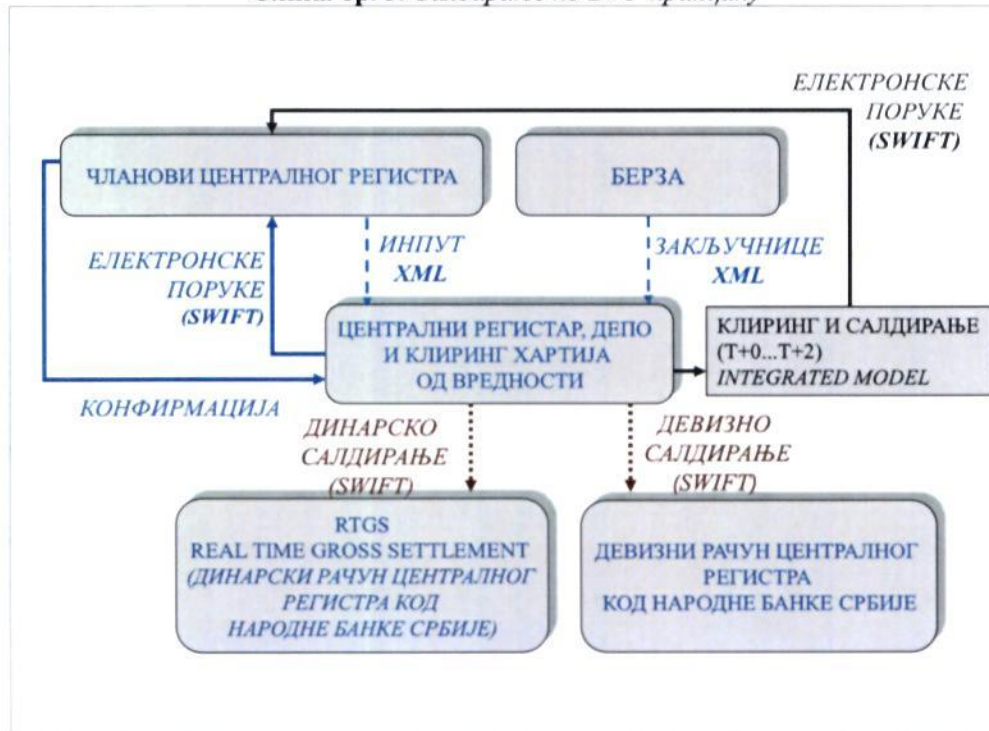 ЕЛЕКТРОНСКЕ
ПОРУКЕ
(SWIFT)
ЧЛАНОВИ ЦЕНТРАЛНОГ РЕГИСТРА
БЕРЗА
ЕЛЕКТРОНСКЕ
ПОРУКЕ
(SWIFT)
ИНПУТ
XML
ЗАКЉУЧНИЦЕ
XML
ЦЕНТРАЛНИ РЕГИСТАР, ДЕПО
И КЛИРИНГ ХАРТИЈА
ОД ВРЕДНОСТИ
КЛИРИНГ И САЛДИРАЊЕ
(T+0...T+2)
INTEGRATED MODEL
КОНФИРМАЦИЈА
ДИНАРСКО
САЛДИРАЊЕ
(SWIFT)
ДЕВИЗНО
САЛДИРАЊЕ
(SWIFT)
RTGS
REAL TIME GROSS SETTLEMENT
(ДИНАРСКИ РАЧУН ЦЕНТРАЛНОГ
РЕГИСТРА КОД
НАРОДНЕ БАНКЕ СРБИЈЕ)
ДЕВИЗНИ РАЧУН ЦЕНТРАЛНОГ
РЕГИСТРА
КОД НАРОДНЕ БАНКЕ СРБИЈЕ